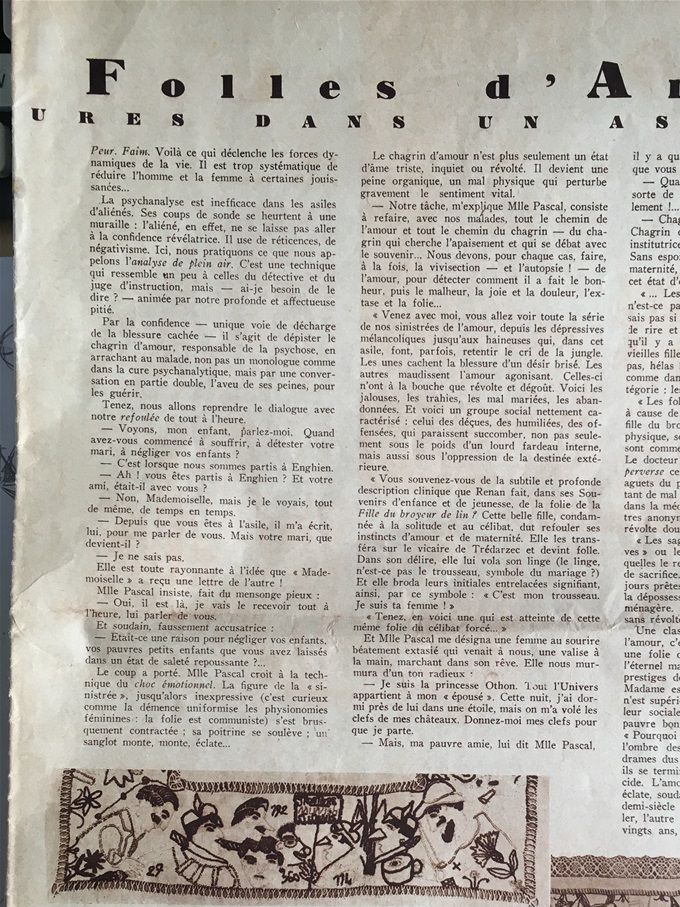 Folles d'A
URES DANS UN AS
Peur. Faim. Voilà ce qui déclenche les forces dy-
namiques de la vie. Il est trop systématique de
réduire l'homme et la femme à certaines jouis-
sances...
La psychanalyse est inefficace dans les asiles
d'aliénés. Ses coups de sonde se heurtent à une
muraille : l'aliéné, en effet, ne se laisse pas aller
à la confidence révélatrice. Il use de réticences, de
négativisme. Ici, nous pratiquons ce que nous ap-
pelons l'analyse de plein air. C'est une technique
qui ressemble un peu à celles du détective et du
juge d'instruction, mais — ai-je besoin de le
dire ? — animée par notre profonde et affectueuse
pitié.
Par la confidence — unique voie de décharge
de la blessure cachée — il s'agit de dépister le
chagrin d'amour, responsable de la psychose, en
arrachant au malade, non pas un monologue comme
dans la cure psychanalytique, mais par une conver-
sation en partie double, l'aveu de ses peines, pour
les guérir.
Tenez, nous allons reprendre le dialogue avec
notre refoulée de tout à l'heure.
— Voyons, mon enfant, parlez-moi. Quand
avez-vous commencé à souffrir, à détester votre
mari, à négliger vos enfants ?
— C'est lorsque nous sommes partis à Enghien.
— Ah ! vous êtes partis à Enghien ? Et votre
ami, était-il avec vous ?
— Non, Mademoiselle, mais je le voyais, tout
de même, de temps en temps.
— Depuis que vous êtes à l'asile, il m'a écrit,
lui, pour me parler de vous. Mais votre mari, que
devient-il ?
— Je ne sais pas.
Elle est toute rayonnante à l'idée que « Made-
moiselle » a reçu une lettre de l'autre !
Mlle Pascal insiste, fait du mensonge pieux :
— Oui, il est là, je vais le recevoir tout à
l'heure, lui parler de vous.
Et soudain, faussement accusatrice :
— Etait-ce une raison pour négliger vos enfants,
vos pauvres petits enfants que vous avez laissés
dans un état de saleté repoussante ?...
Le coup a porté. Mlle Pascal croit à la tech-
nique du choc émotionnel. La figure de la « si-
nistrée », jusqu'alors inexpressive (c'est curieux
comme la démence uniformise les physionomies
féminines : la folie est communiste) s'est brus-
quement contractée ; sa poitrine se soulève ; un
sanglot monte, monte, éclate...
Le chagrin d'amour n'est plus seulement un état
d'âme triste, inquiet ou révolté. Il devient une
peine organique, un mal physique qui perturbe
gravement le sentiment vital.
— Notre tâche, m'explique Mlle Pascal, consiste
à refaire, avec nos malades, tout le chemin de
l'amour et tout le chemin du chagrin — du cha-
grin qui cherche l'apaisement et qui se débat avec
le souvenir... Nous devons, pour chaque cas, faire,
à la fois, la vivisection — et l'autopsie ! — de
l'amour, pour détecter comment il a fait le bon-
heur, puis le malheur, la joie et la douleur, l'ex-
tase et la folie...
« Venez avec moi, vous allez voir toute la série
de nos sinistrées de l'amour, depuis les dépressives
mélancoliques jusqu'aux haineuses qui, dans cet
asile, font, parfois, retentir le cri de la jungle.
Les unes cachent la blessure d'un désir brisé. Les
autres maudissent l'amour agonisant. Celles-ci
n'ont à la bouche que révolte et dégoût. Voici les
jalouses, les trahies, les mal mariées, les aban-
données. Et voici un groupe social nettement ca-
ractérisé : celui des déçues, des humiliées, des of-
fensées, qui paraissent succomber, non pas seule-
ment sous le poids d'un lourd fardeau interne,
mais aussi sous l'oppression de la destinée exté-
rieure.
« Vous souvenez-vous de la subtile et profonde
description clinique que Renan fait, dans ses Sou-
venirs d'enfance et de jeunesse, de la folie de la
Fille du broyeur de lin ? Cette belle fille, condam-
née à la solitude et au célibat, dut refouler ses
instincts d'amour et de maternité. Elle les trans-
féra sur le vicaire de Trédarzec et devint folle.
Dans son délire, elle lui vola son linge (le linge,
n'est-ce pas le trousseau, symbole du mariage ?)
Et elle broda leurs initiales entrelacées signifiant,
ainsi, par ce symbole : « C'est mon trousseau.
Je suis ta femme ! »
« Tenez, en voici une qui est atteinte de cette
même folie du célibat forcé... »
Et Mlle Pascal me désigna une femme au sourire
béatement extasié qui venait à nous, une valise à
la main, marchant dans son rêve. Elle nous mur-
mura d'un ton radieux :
— Je suis la princesse Othon. Tout l'Univers
appartient à mon « épousé ». Cette nuit, j'ai dor-
mi près de lui dans une étoile, mais on m'a volé les
clefs de mes châteaux. Donnez-moi mes clefs pour
que je parte.
— Mais, ma pauvre amie, lui dit Mlle Pascal,
il y a qu
que vous
— Qua
sorte de
lement !...
— Chag
Chagrin
institutrice
Sans espoi
maternité,
cet état d'
« ... Les
n'est-ce pa
sais pas si
de rire et
qu'il y a
vieilles fille
pas, hélas
comme dan
tégorie : les
« Les fol
à cause de
fille du bro
physique, se
sont comme
Le docteur
perverse ce
aguets du p
tant de mal
dans la méd
tres anonym
révolte dou
« Les sag
ves » ou le
quelles le re
de sacrifice.
jours prêtes
la dépossess
ménagère.
sans révolte
Une clas
l'amour, c'e
une folie c
l'éternel ma
prestiges de
Madame es
n'est supére
leur sociale
pauvre bon
« Pourquoi
l'ombre des
drames dus
ils se termi
cide. L'amo
éclate, souda
demi-siècle
ler, l'autre
vingts ans,
27
360